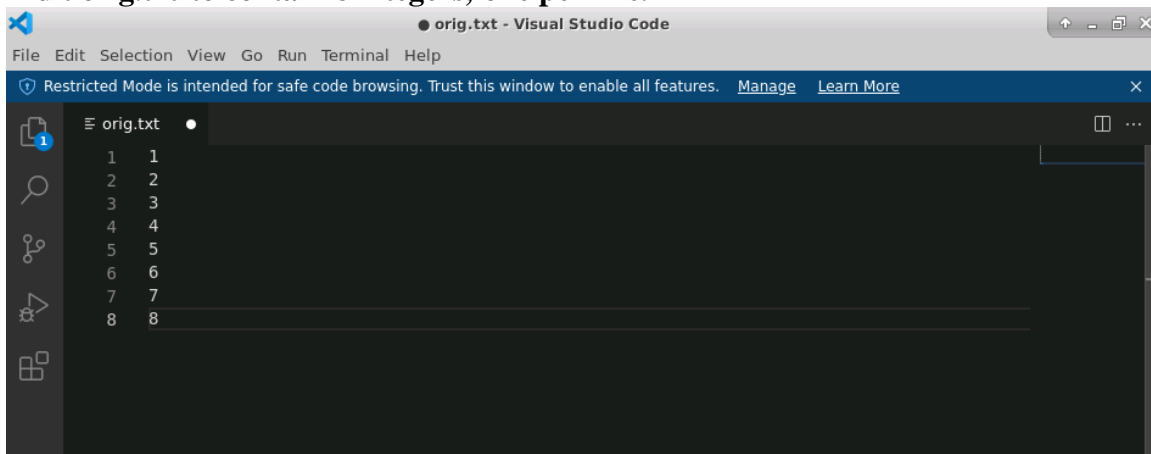 orig.txt - Visual Studio Code
File Edit Selection View Go Run Terminal Help
Restricted Mode is intended for safe code browsing. Trust this window to enable all features. Manage Learn More
orig.txt
1 1
2 2
3 3
4 4
5 5
6 6
7 7
8 8
1